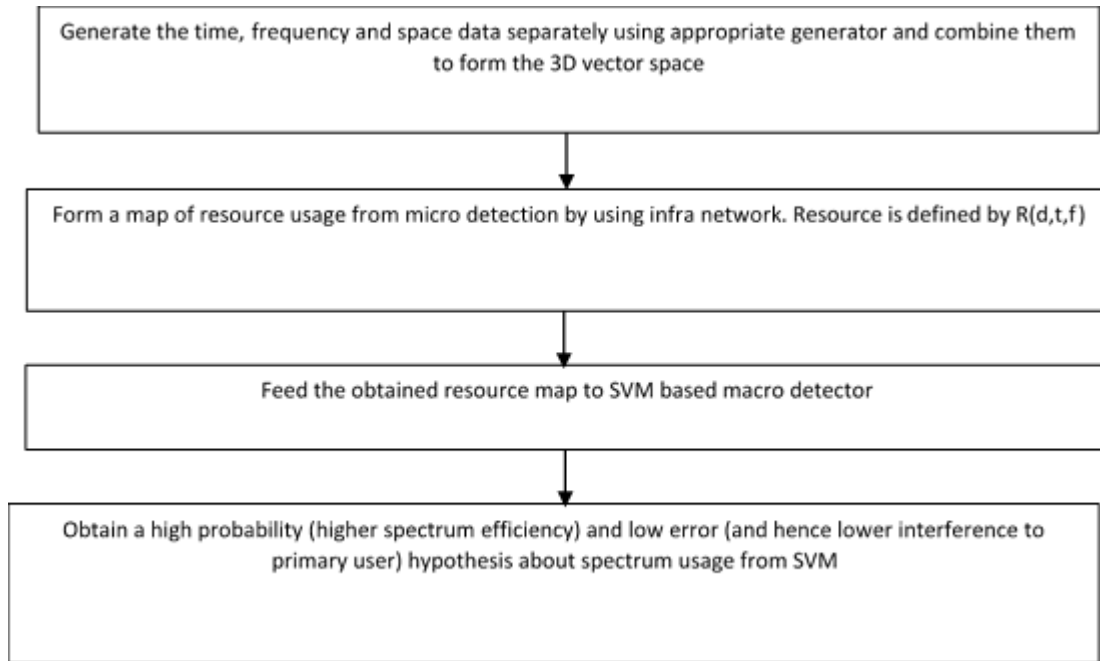 Generate the time, frequency and space data separately using appropriate generator and combine them
to form the 3D vector space
Form a map of resource usage from micro detection by using infra network. Resource is defined by R(d,t,f)
Feed the obtained resource map to SVM based macro detector
Obtain a high probability (higher spectrum efficiency) and low error (and hence lower interference to
primary user) hypothesis about spectrum usage from SVM